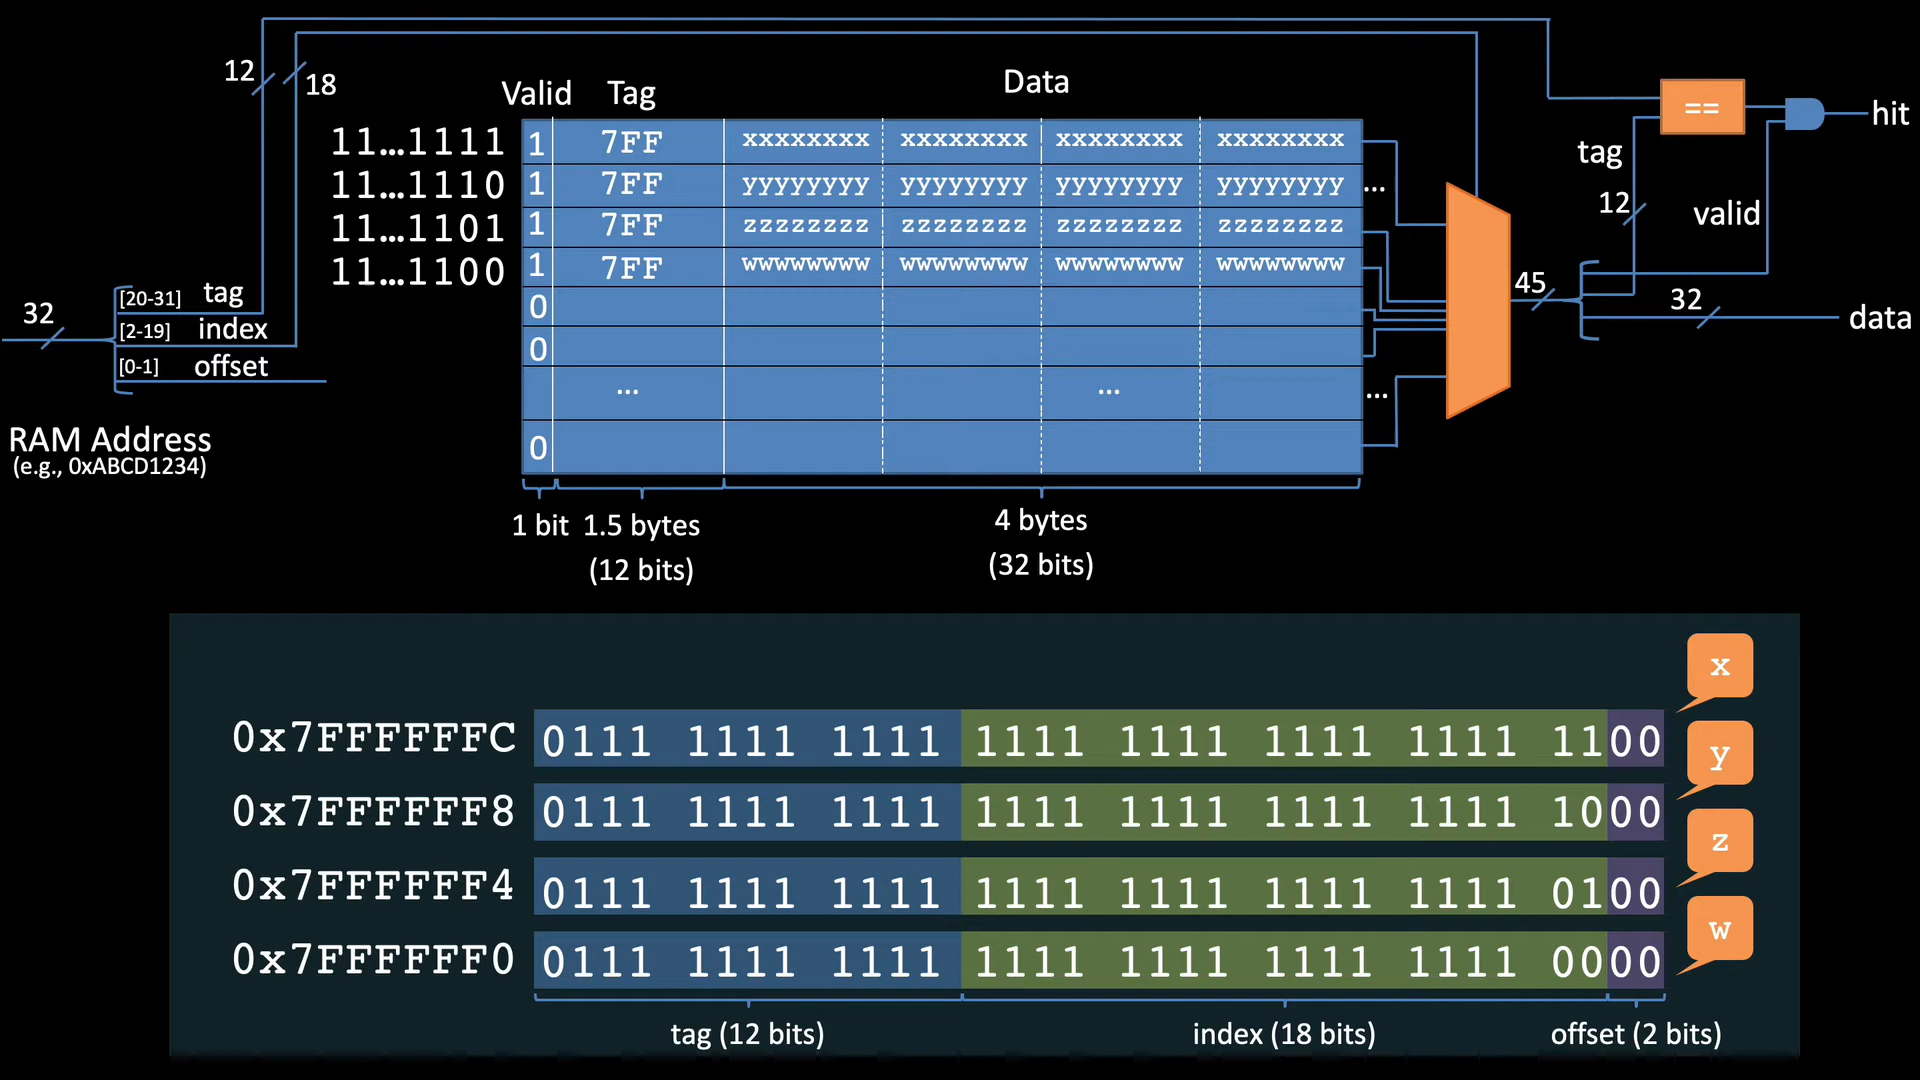 12
18
Valid Tag Data
11...1111 1 7FF xxxxxxxx xxxxxxxx xxxxxxxx xxxxxxxx
11...1110 1 7FF yyyyyyyy yyyyyyyy yyyyyyyy yyyyyyyy ...
11...1101 1 7FF zzzzzzzz zzzzzzzz zzzzzzzz zzzzzzzz
11...1100 1 7FF wwwwwwww wwwwwwww wwwwwwww wwwwwwww
0
0
... ... ...
0
== hit
tag
12 valid
45 32 data
32
[20-31] tag
[2-19] index
[0-1] offset
RAM Address
(e.g., 0xABCD1234)
1 bit 1.5 bytes 4 bytes
(12 bits) (32 bits)
x
0x7FFFFFFC 0111 1111 1111 1111 1111 1111 1111 1100
y
0x7FFFFFF8 0111 1111 1111 1111 1111 1111 1111 1000
z
0x7FFFFFF4 0111 1111 1111 1111 1111 1111 1111 0100
w
0x7FFFFFF0 0111 1111 1111 1111 1111 1111 1111 0000
tag (12 bits) index (18 bits) offset (2 bits)